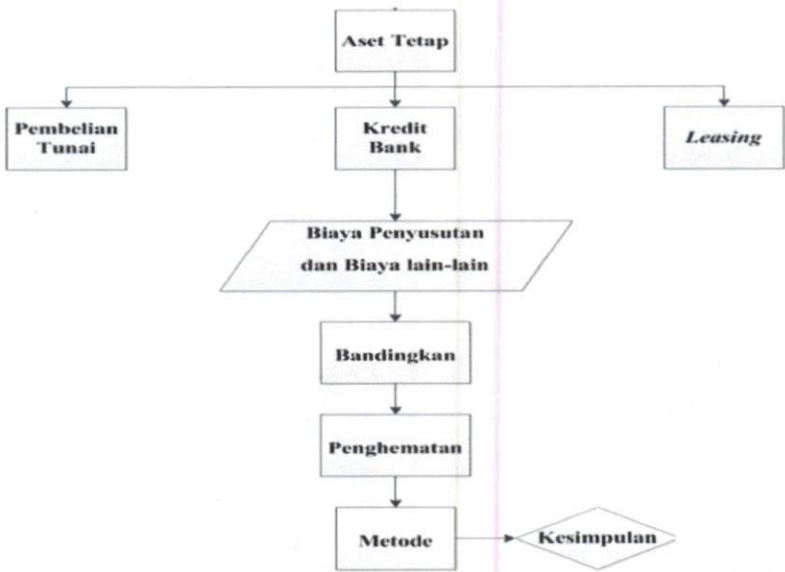 Aset Tetap
Pembelian
Tunai
Kredit
Bank
Leasing
Biaya Penyusutan
dan Biaya lain-lain
Bandingkan
Penghematan
Metode
Kesimpulan